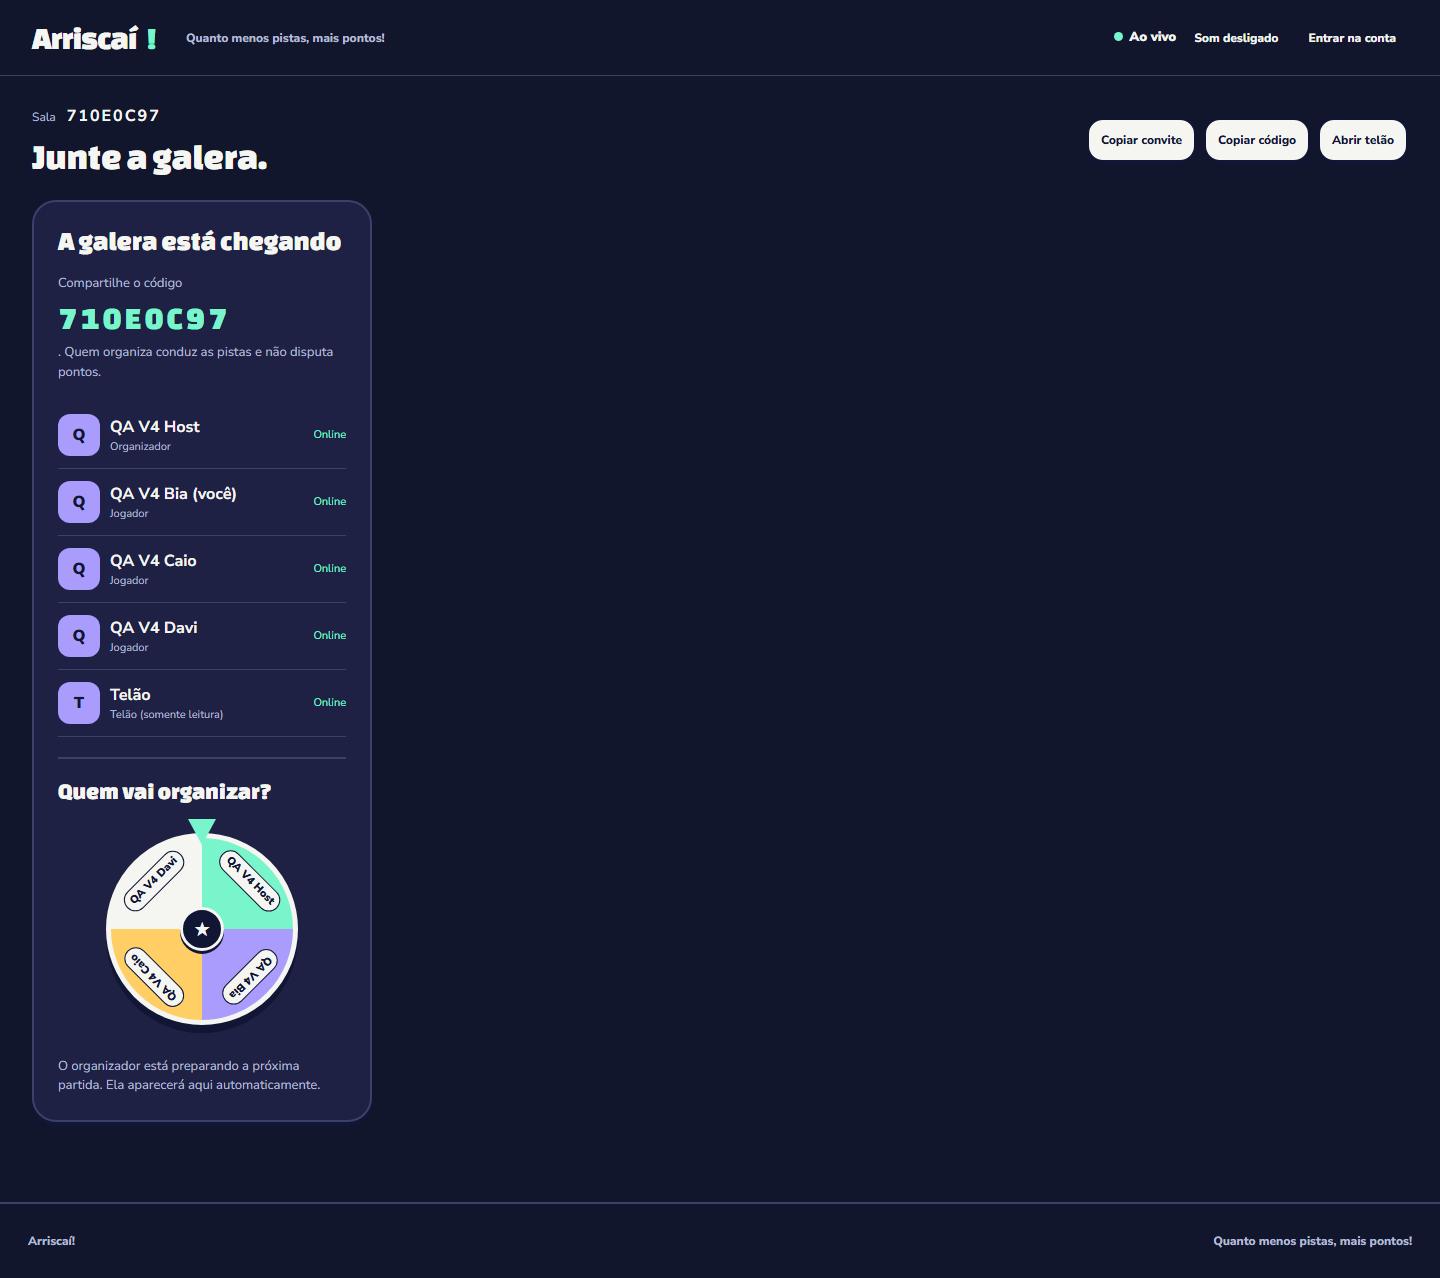 Arriscaí !
Quanto menos pistas, mais pontos!
Ao vivo
Som desligado
Entrar na conta
Sala 710E0C97
Junte a galera.
Copiar convite
Copiar código
Abrir telão
A galera está chegando
Compartilhe o código
710E0C97
. Quem organiza conduz as pistas e não disputa
pontos.
Q
QA V4 Host
Organizador
Online
Q
QA V4 Bia (você)
Jogador
Online
Q
QA V4 Caio
Jogador
Online
Q
QA V4 Davi
Jogador
Online
T
Telão
Telão (somente leitura)
Online
Quem vai organizar?
QA V4 Davi
QA V4 Host
QA V4 Caio
QA V4 Bia
O organizador está preparando a próxima
partida. Ela aparecerá aqui automaticamente.
Arriscaí!
Quanto menos pistas, mais pontos!